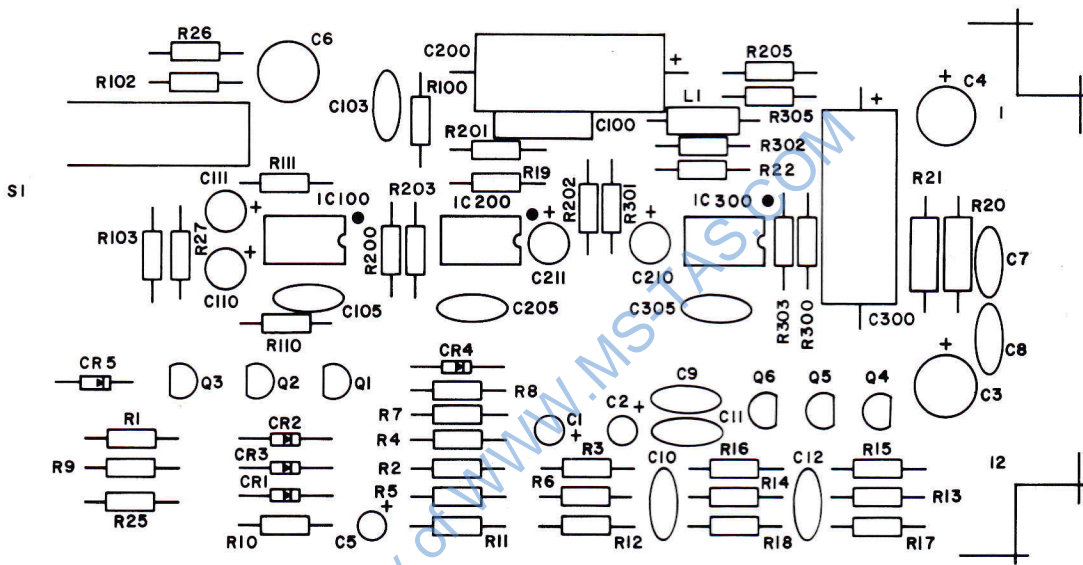 R26
C6
C200
+
R205
C4
+
R102
C103
R100
L1
+
R305
I
R201
C100
R302
R111
R19
R22
S1
C111
+
IC100
R203
IC200
+
R202
R301
+
IC300
R21
R20
R103
R27
+
R200
C7
C110
C211
C210
C105
C205
C305
R303
R300
C300
R110
C8
+
CR5
Q3
Q2
Q1
CR4
R8
C9
Q6
Q5
Q4
C3
R7
C1
+
C2
+
C11
R1
CR2
R4
R9
CR3
R2
R3
C10
R16
C12
R15
I2
CR1
R5
R6
R14
R13
R25
R10
C5
+
R11
R12
R18
R17
of WWW.MS-TAS.COM